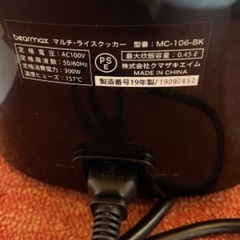 bearmax マルチ・ライスクッカー 型番：MC-106-BK
定格電圧：AC100V
定格周波数：50/60Hz
定格消費電力：300W
温度ヒューズ：157℃
PS
E
最大炊飯容量：0.45ℓ
株式会社クマザキエイム
MADE IN CHINA
製造番号19年製/19090932